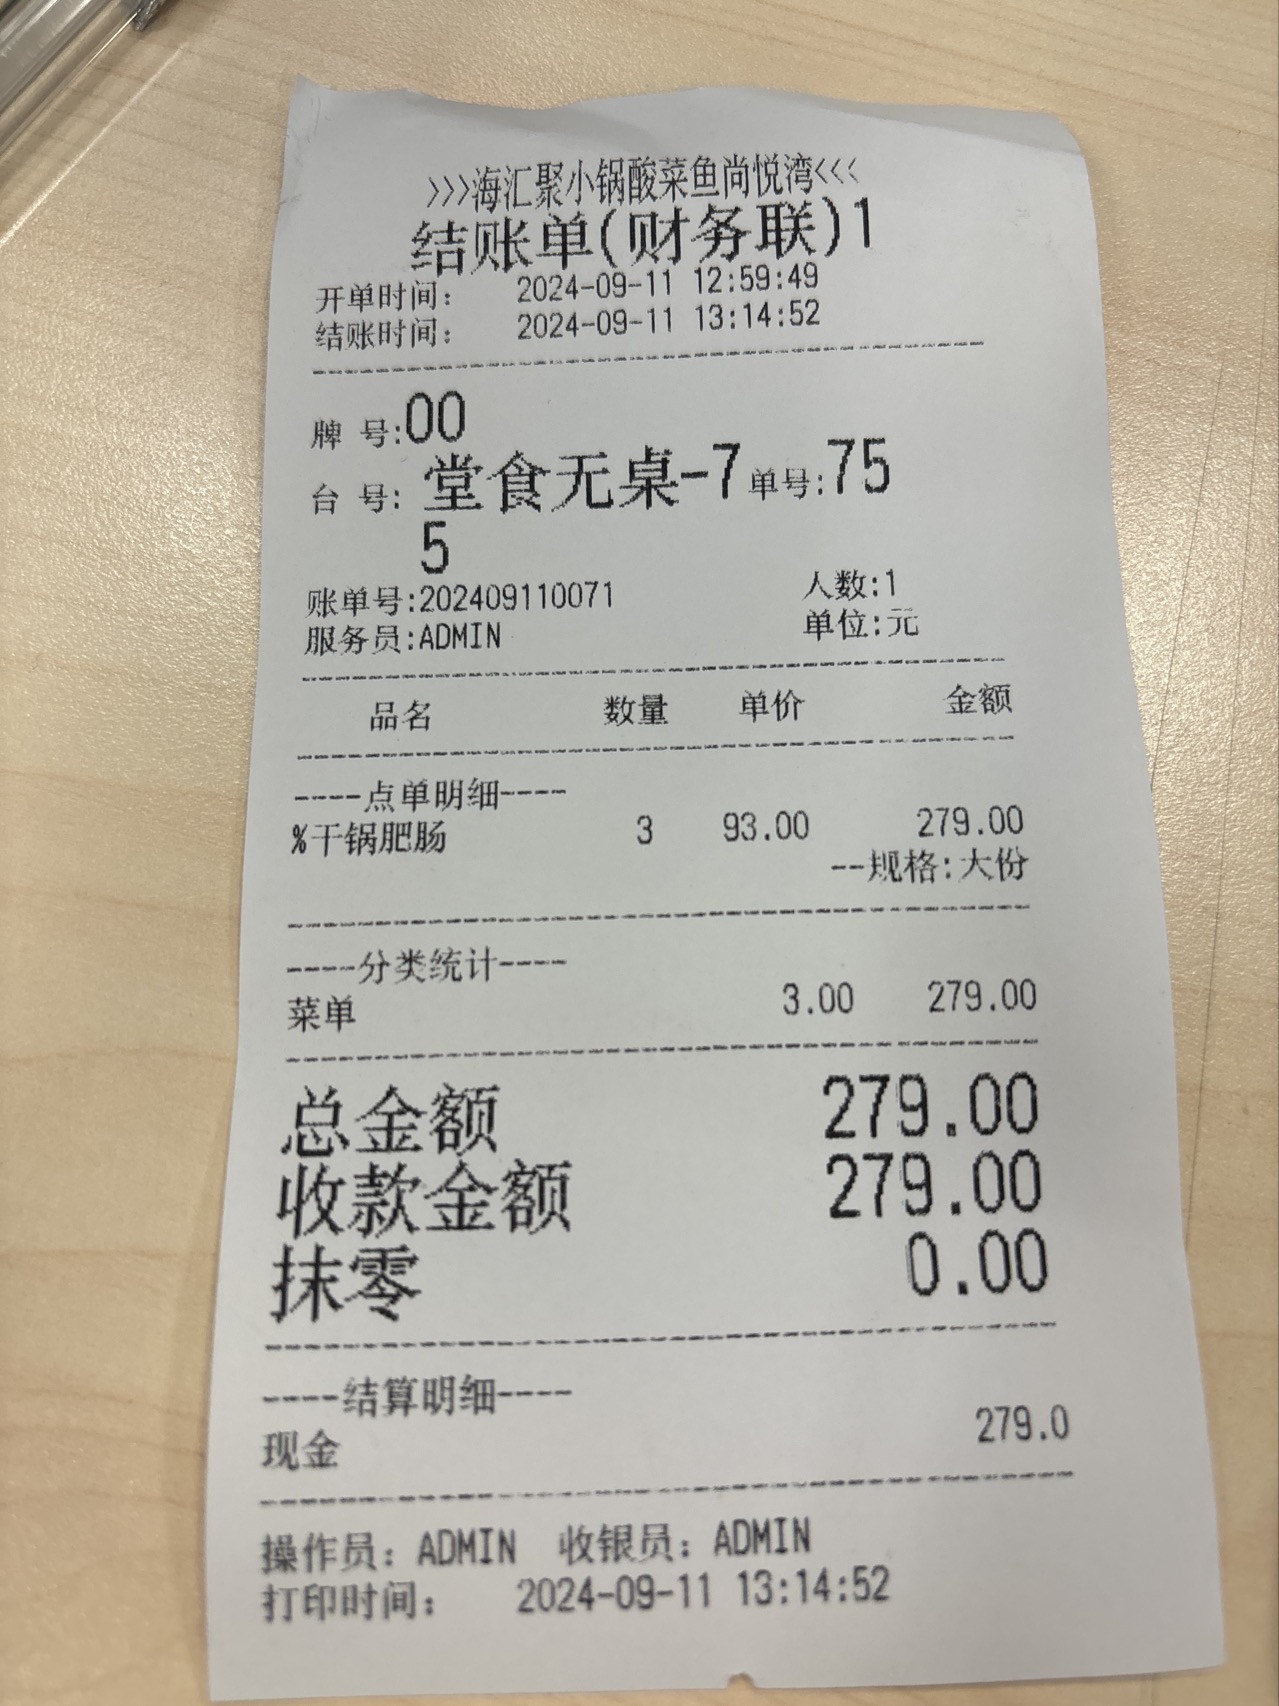 >>>海汇聚小锅酸菜鱼尚悦湾<<<
结账单(财务联)1
开单时间： 2024-09-11 12:59:49
结账时间： 2024-09-11 13:14:52
牌 号:00
台 号: 堂食无桌-7 单号:75
5
账单号:202409110071 人数:1
服务员:ADMIN 单位:元
品名 数量 单价 金额
----点单明细----
%干锅肥肠 3 93.00 279.00
--规格:大份
----分类统计----
菜单 3.00 279.00
总金额 279.00
收款金额 279.00
抹零 0.00
----结算明细----
现金 279.0
操作员: ADMIN 收银员: ADMIN
打印时间： 2024-09-11 13:14:52